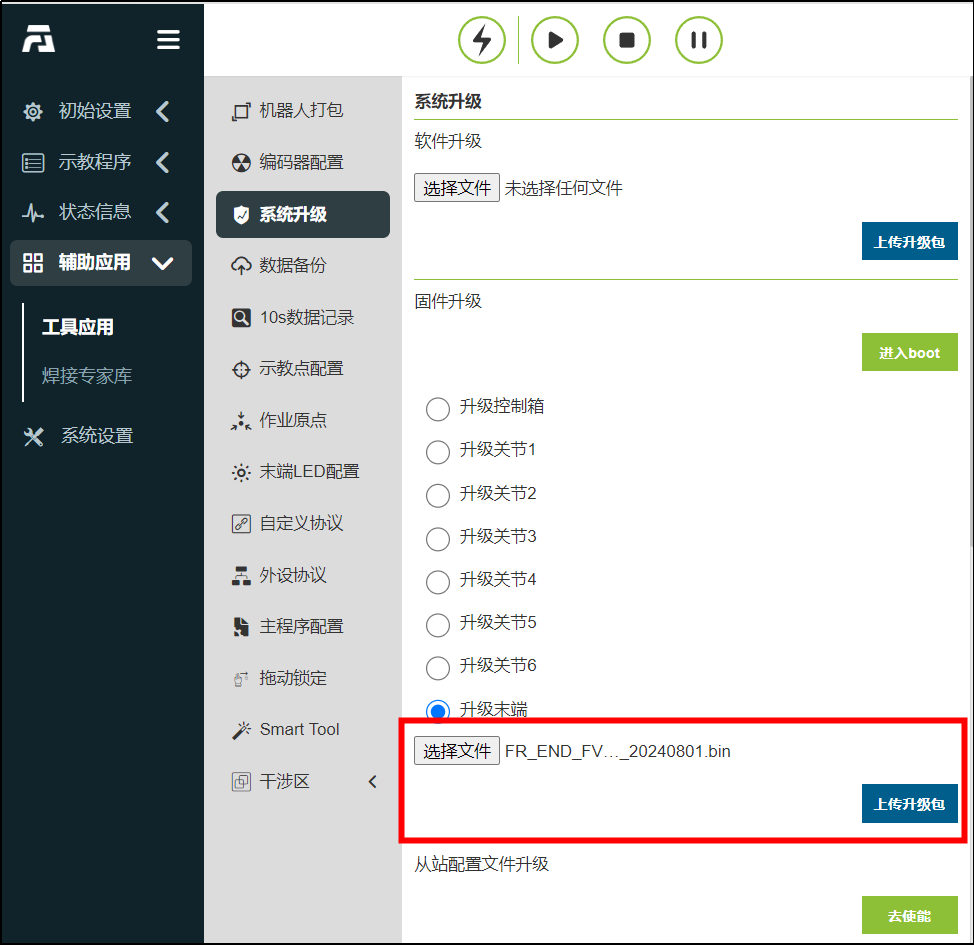 初始设置
示教程序
状态信息
辅助应用
工具应用
焊接专家库
系统设置
机器人打包
编码器配置
系统升级
数据备份
10s数据记录
示教点配置
作业原点
末端LED配置
自定义协议
外设协议
主程序配置
拖动锁定
Smart Tool
干涉区
系统升级
软件升级
选择文件 未选择任何文件
上传升级包
固件升级
进入boot
升级控制箱
升级关节1
升级关节2
升级关节3
升级关节4
升级关节5
升级关节6
升级末端
选择文件 FR_END_FV..._20240801.bin
上传升级包
从站配置文件升级
去使能